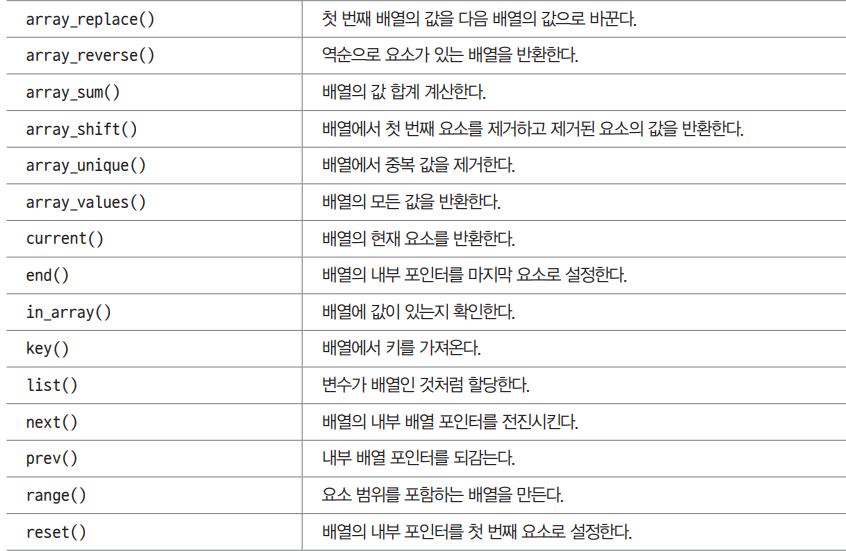 array_replace() 첫 번째 배열의 값을 다음 배열의 값으로 바꾼다.
array_reverse() 역순으로 요소가 있는 배열을 반환한다.
array_sum() 배열의 값 합계 계산한다.
array_shift() 배열에서 첫 번째 요소를 제거하고 제거된 요소의 값을 반환한다.
array_unique() 배열에서 중복 값을 제거한다.
array_values() 배열의 모든 값을 반환한다.
current() 배열의 현재 요소를 반환한다.
end() 배열의 내부 포인터를 마지막 요소로 설정한다.
in_array() 배열에 값이 있는지 확인한다.
key() 배열에서 키를 가져온다.
list() 변수가 배열인 것처럼 할당한다.
next() 배열의 내부 배열 포인터를 전진시킨다.
prev() 내부 배열 포인터를 되감는다.
range() 요소 범위를 포함하는 배열을 만든다.
reset() 배열의 내부 포인터를 첫 번째 요소로 설정한다.